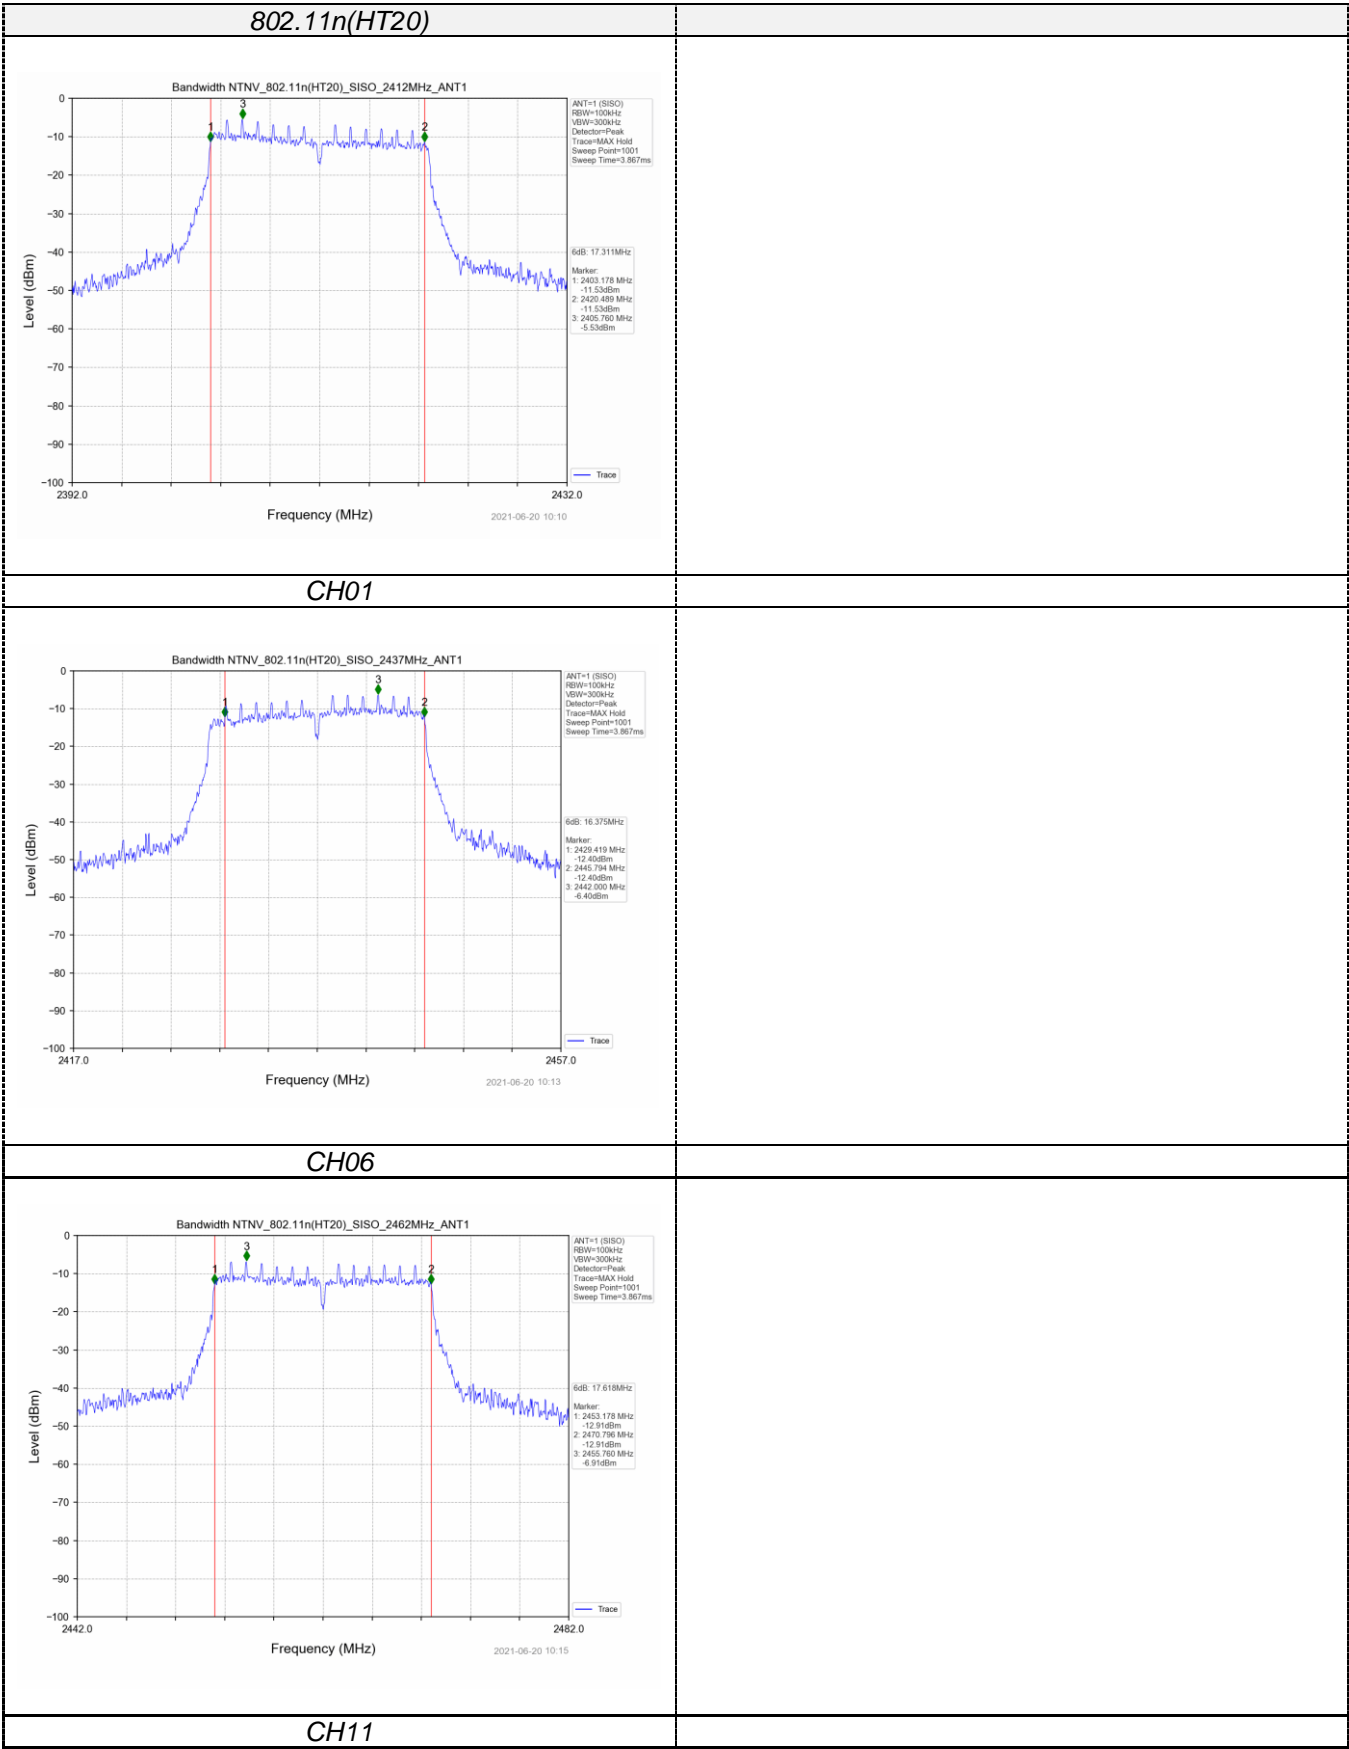 802.11n(HT20)
Bandwidth NTNV_802.11n(HT20)_SISO_2412MHz_ANT1
ANT=1 (SISO)
RBW=100kHz
VBW=300kHz
Detector=Peak
Trace=MAX Hold
Sweep Point=1001
Sweep Time=3.867ms
0
−10
−20
−30
−40
−50
−60
−70
−80
−90
−100
Level (dBm)
1
3
2
6dB: 17.311MHz
Marker:
1: 2403.178 MHz
-11.53dBm
2: 2420.489 MHz
-11.53dBm
3: 2405.760 MHz
-5.53dBm
Trace
2392.0
2432.0
Frequency (MHz)
2021-06-20 10:10
CH01
Bandwidth NTNV_802.11n(HT20)_SISO_2437MHz_ANT1
ANT=1 (SISO)
RBW=100kHz
VBW=300kHz
Detector=Peak
Trace=MAX Hold
Sweep Point=1001
Sweep Time=3.867ms
0
−10
−20
−30
−40
−50
−60
−70
−80
−90
−100
Level (dBm)
1
3
2
6dB: 16.375MHz
Marker:
1: 2429.419 MHz
-12.40dBm
2: 2445.794 MHz
-12.40dBm
3: 2442.000 MHz
-6.40dBm
Trace
2417.0
2457.0
Frequency (MHz)
2021-06-20 10:13
CH06
Bandwidth NTNV_802.11n(HT20)_SISO_2462MHz_ANT1
ANT=1 (SISO)
RBW=100kHz
VBW=300kHz
Detector=Peak
Trace=MAX Hold
Sweep Point=1001
Sweep Time=3.867ms
0
−10
−20
−30
−40
−50
−60
−70
−80
−90
−100
Level (dBm)
1
3
2
6dB: 17.618MHz
Marker:
1: 2453.178 MHz
-12.91dBm
2: 2470.796 MHz
-12.91dBm
3: 2455.760 MHz
-6.91dBm
Trace
2442.0
2482.0
Frequency (MHz)
2021-06-20 10:15
CH11